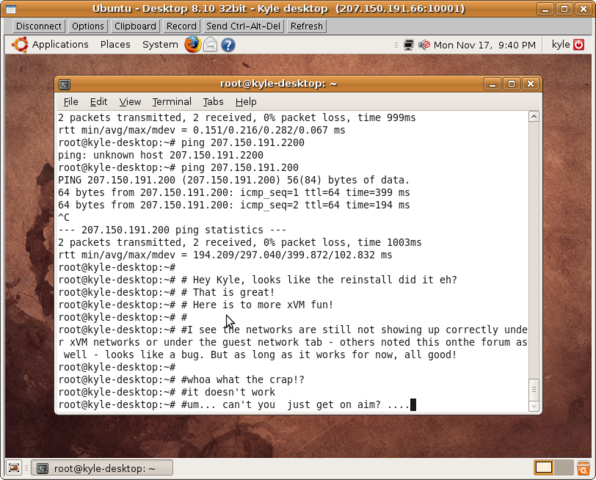 Ubuntu - Desktop 8.10 32bit - Kyle desktop (207.150.191.66:10001)
Disconnect Options Clipboard Record Send Ctrl-Alt-Del Refresh
Applications Places System Mon Nov 17, 9:40 PM kyle
root@kyle-desktop: ~
File Edit View Terminal Tabs Help
2 packets transmitted, 2 received, 0% packet loss, time 999ms
rtt min/avg/max/mdev = 0.151/0.216/0.282/0.067 ms
root@kyle-desktop:~# ping 207.150.191.2200
ping: unknown host 207.150.191.2200
root@kyle-desktop:~# ping 207.150.191.200
PING 207.150.191.200 (207.150.191.200) 56(84) bytes of data.
64 bytes from 207.150.191.200: icmp_seq=1 ttl=64 time=399 ms
64 bytes from 207.150.191.200: icmp_seq=2 ttl=64 time=194 ms
^C
--- 207.150.191.200 ping statistics ---
2 packets transmitted, 2 received, 0% packet loss, time 1003ms
rtt min/avg/max/mdev = 194.209/297.040/399.872/102.832 ms
root@kyle-desktop:~#
root@kyle-desktop:~# # Hey Kyle, looks like the reinstall did it eh?
root@kyle-desktop:~# # That is great!
root@kyle-desktop:~# # Here is to more xVM fun!
root@kyle-desktop:~# #
root@kyle-desktop:~# #I see the networks are still not showing up correctly unde
r xVM networks or under the guest network tab - others noted this onthe forum as
well - looks like a bug. But as long as it works for now, all good!
root@kyle-desktop:~#
root@kyle-desktop:~# #whoa what the crap!?
root@kyle-desktop:~# #it doesn't work
root@kyle-desktop:~# #um... can't you  just get on aim? ....
root@kyle-desktop: ~